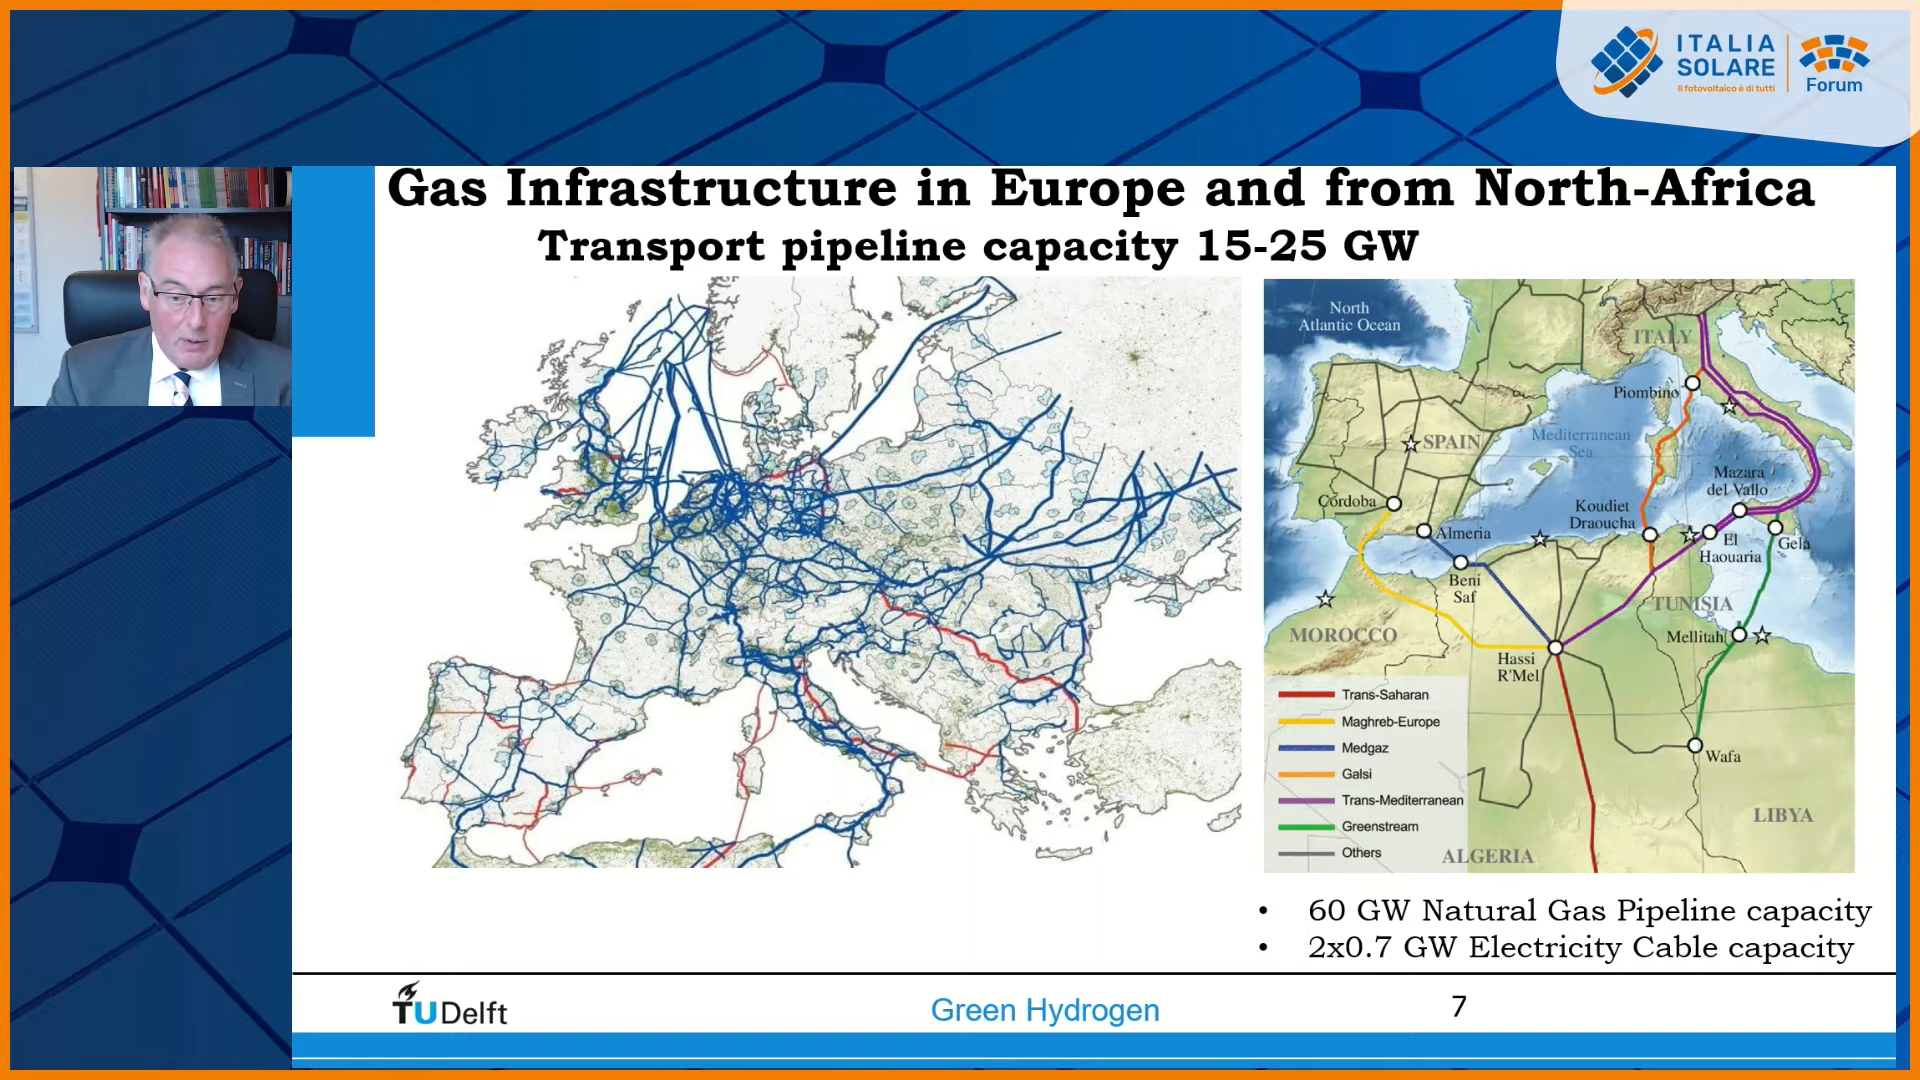 ITALIA
SOLARE
Il fotovoltaico è di tutti
Forum
Gas Infrastructure in Europe and from North-Africa
Transport pipeline capacity 15-25 GW
North
Atlantic Ocean
ITALY
Piombino
SPAIN
Mediterranean
Sea
Mazara
del Vallo
Córdoba
Koudiet
Draoucha
Almeria
El
Haouaria
Gela
Beni
Saf
TUNISIA
MOROCCO
Mellitah
Hassi
R'Mel
Trans-Saharan
Maghreb-Europe
Medgaz
Galsi
Trans-Mediterranean
Greenstream
Others
Wafa
LIBYA
ALGERIA
• 60 GW Natural Gas Pipeline capacity
• 2x0.7 GW Electricity Cable capacity
TU Delft
Green Hydrogen
7